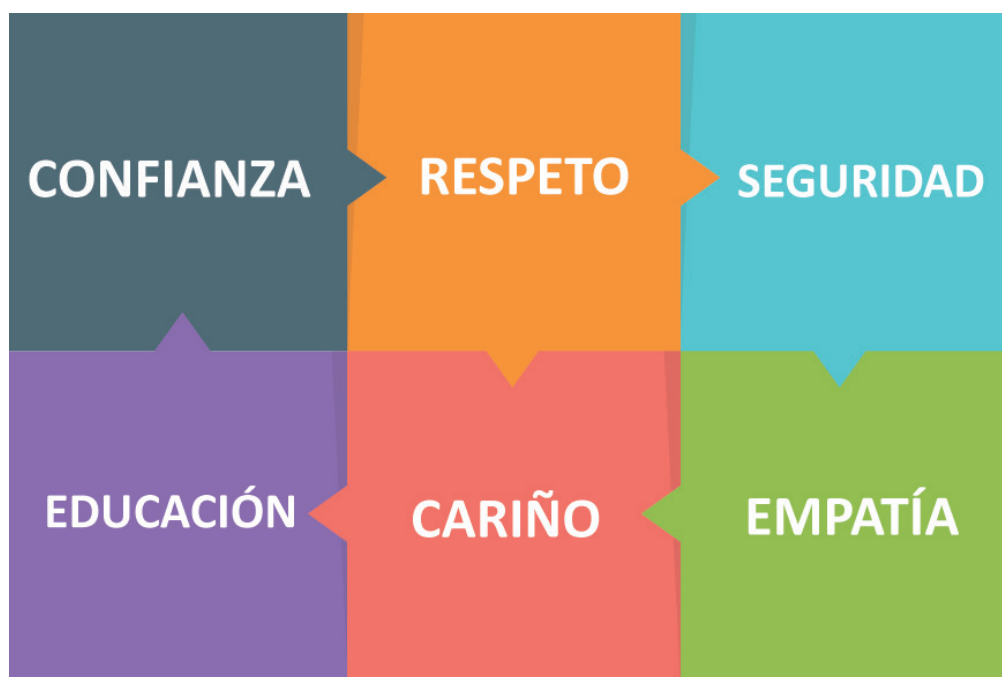 CONFIANZA
RESPETO
SEGURIDAD
EDUCACIÓN
CARIÑO
EMPATÍA